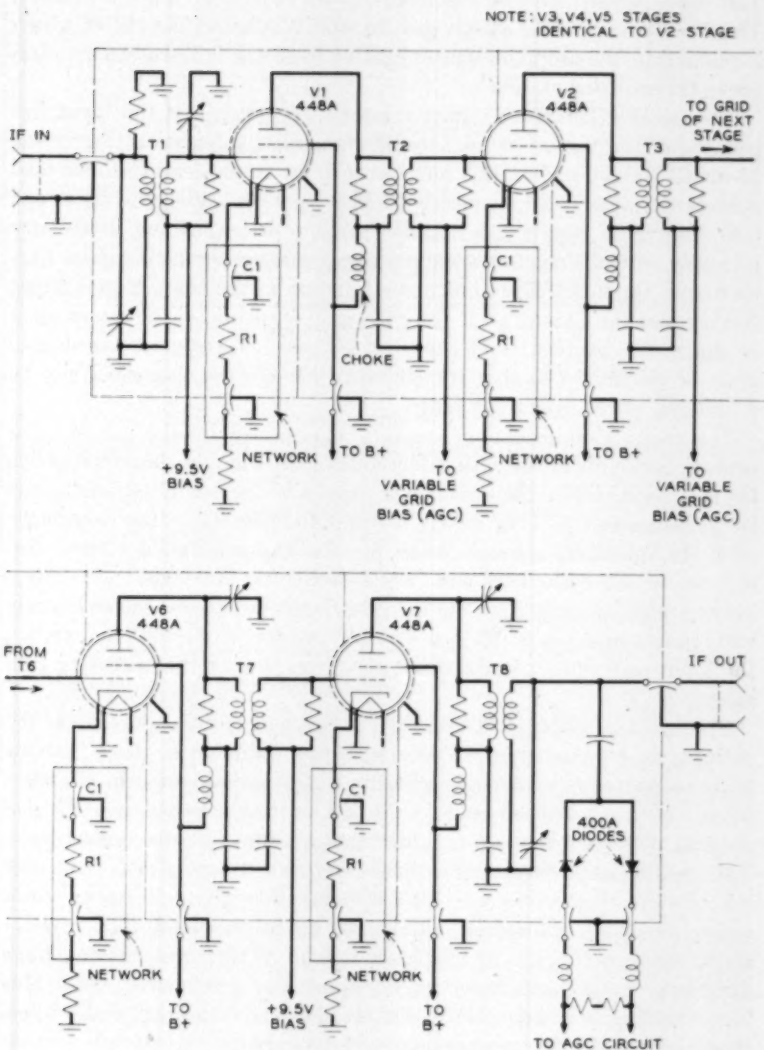 NOTE: V3, V4, V5 STAGES
IDENTICAL TO V2 STAGE
V1
448A
V2
448A
TO GRID
OF NEXT
STAGE
IF IN
T1
T2
T3
C1
C1
R1
CHOKE
R1
NETWORK
TO B+
NETWORK
TO B+
+9.5V
BIAS
TO
VARIABLE
GRID
BIAS (AGC)
TO
VARIABLE
GRID
BIAS (AGC)
V6
448A
V7
448A
FROM
T6
T7
T8
IF OUT
C1
C1
400A
DIODES
R1
R1
NETWORK
NETWORK
TO
B+
+9.5V
BIAS
TO
B+
TO AGC CIRCUIT